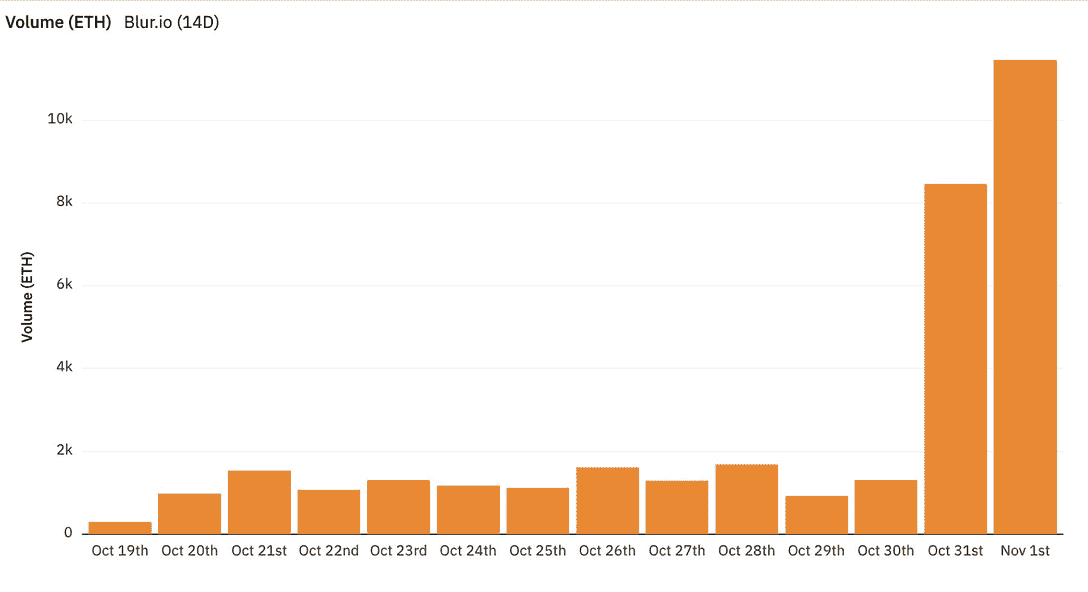 Volume (ETH) Blur.io (14D)
10k
8k
6k
4k
2k
0
Volume (ETH)
Oct 19th Oct 20th Oct 21st Oct 22nd Oct 23rd Oct 24th Oct 25th Oct 26th Oct 27th Oct 28th Oct 29th Oct 30th Oct 31st Nov 1st